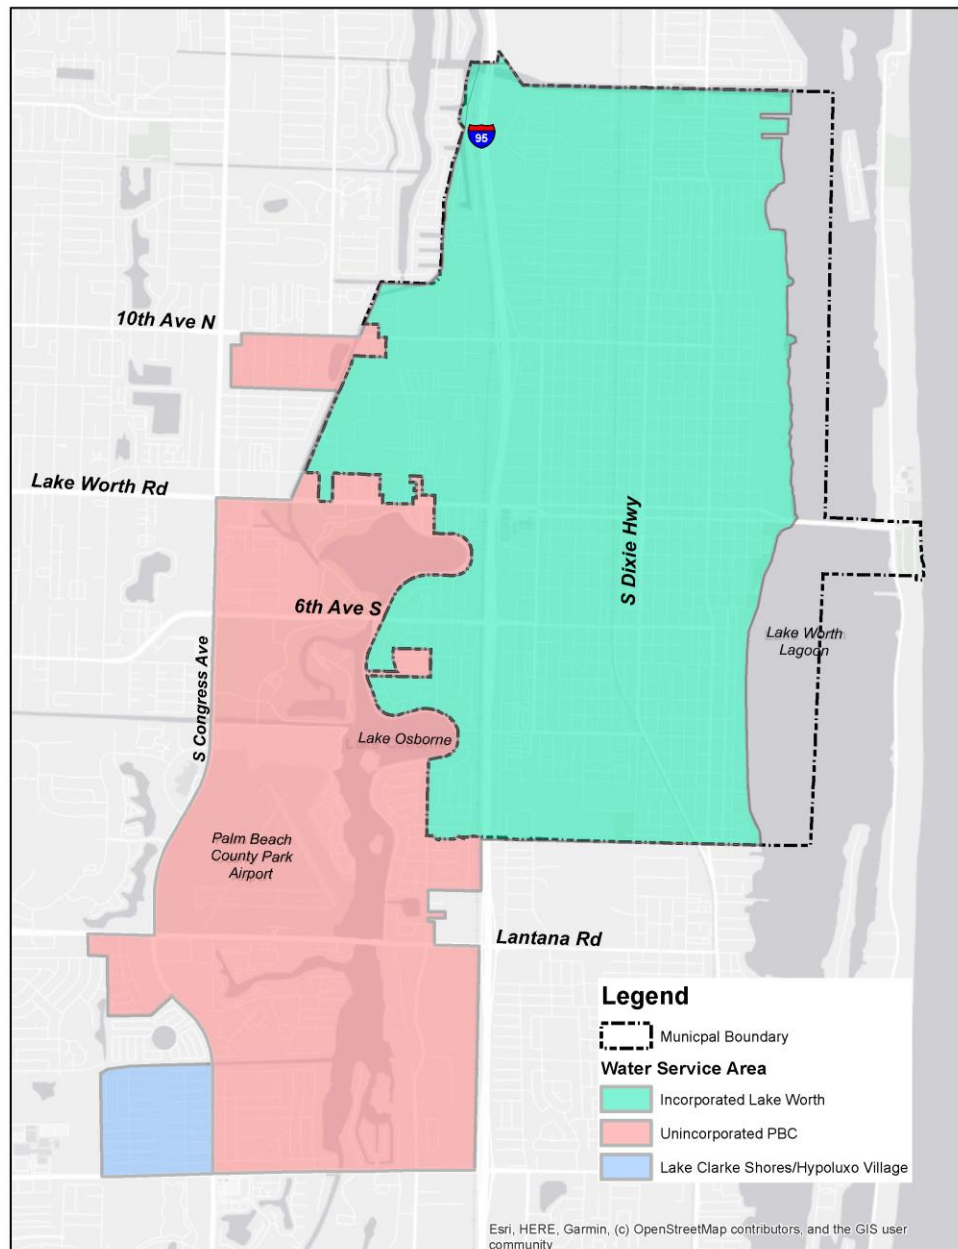 95
10th Ave N
Lake Worth Rd
S Dixie Hwy
6th Ave S
Lake Worth
Lagoon
S Congress Ave
Lake Osborne
Palm Beach
County Park
Airport
Lantana Rd
Legend
Municpal Boundary
Water Service Area
Incorporated Lake Worth
Unincorporated PBC
Lake Clarke Shores/Hypoluxo Village
Esri, HERE, Garmin, (c) OpenStreetMap contributors, and the GIS user
community